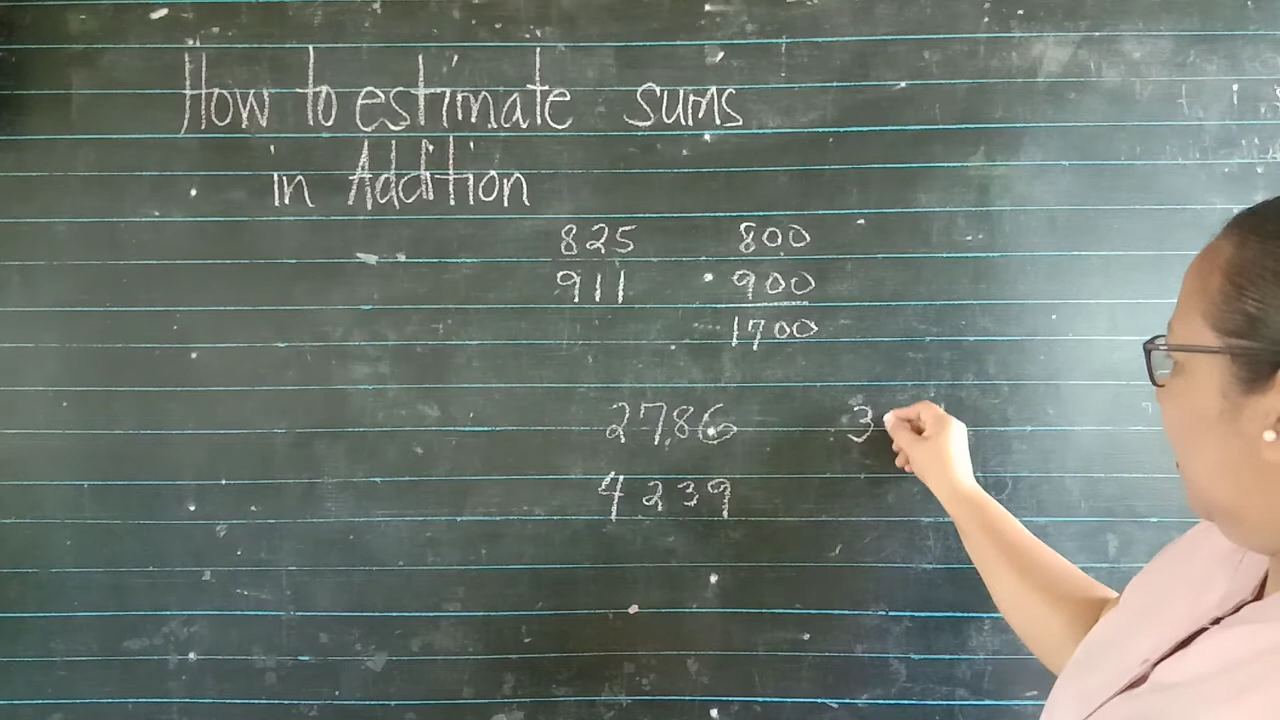 How to estimate sums
in Addition
825 800
911 900
1700
2786 3
4239